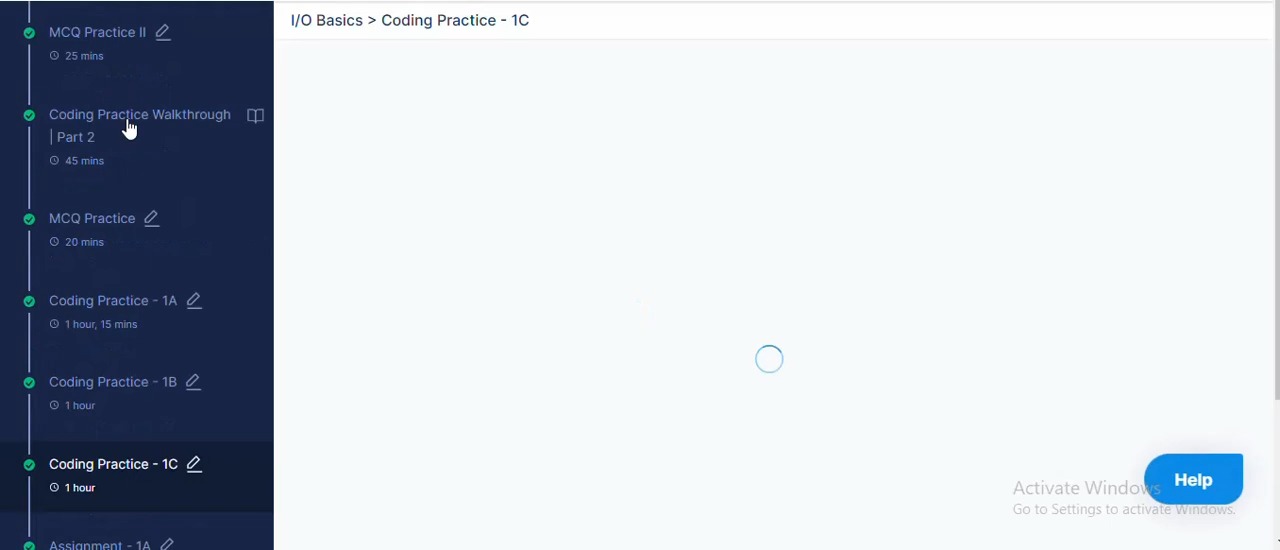 MCQ Practice II
25 mins
Coding Practice Walkthrough
| Part 2
45 mins
MCQ Practice
20 mins
Coding Practice - 1A
1 hour, 15 mins
Coding Practice - 1B
1 hour
Coding Practice - 1C
1 hour
Assignment - 1A
I/O Basics > Coding Practice - 1C
Help
Activate Windows
Go to Settings to activate Windows.